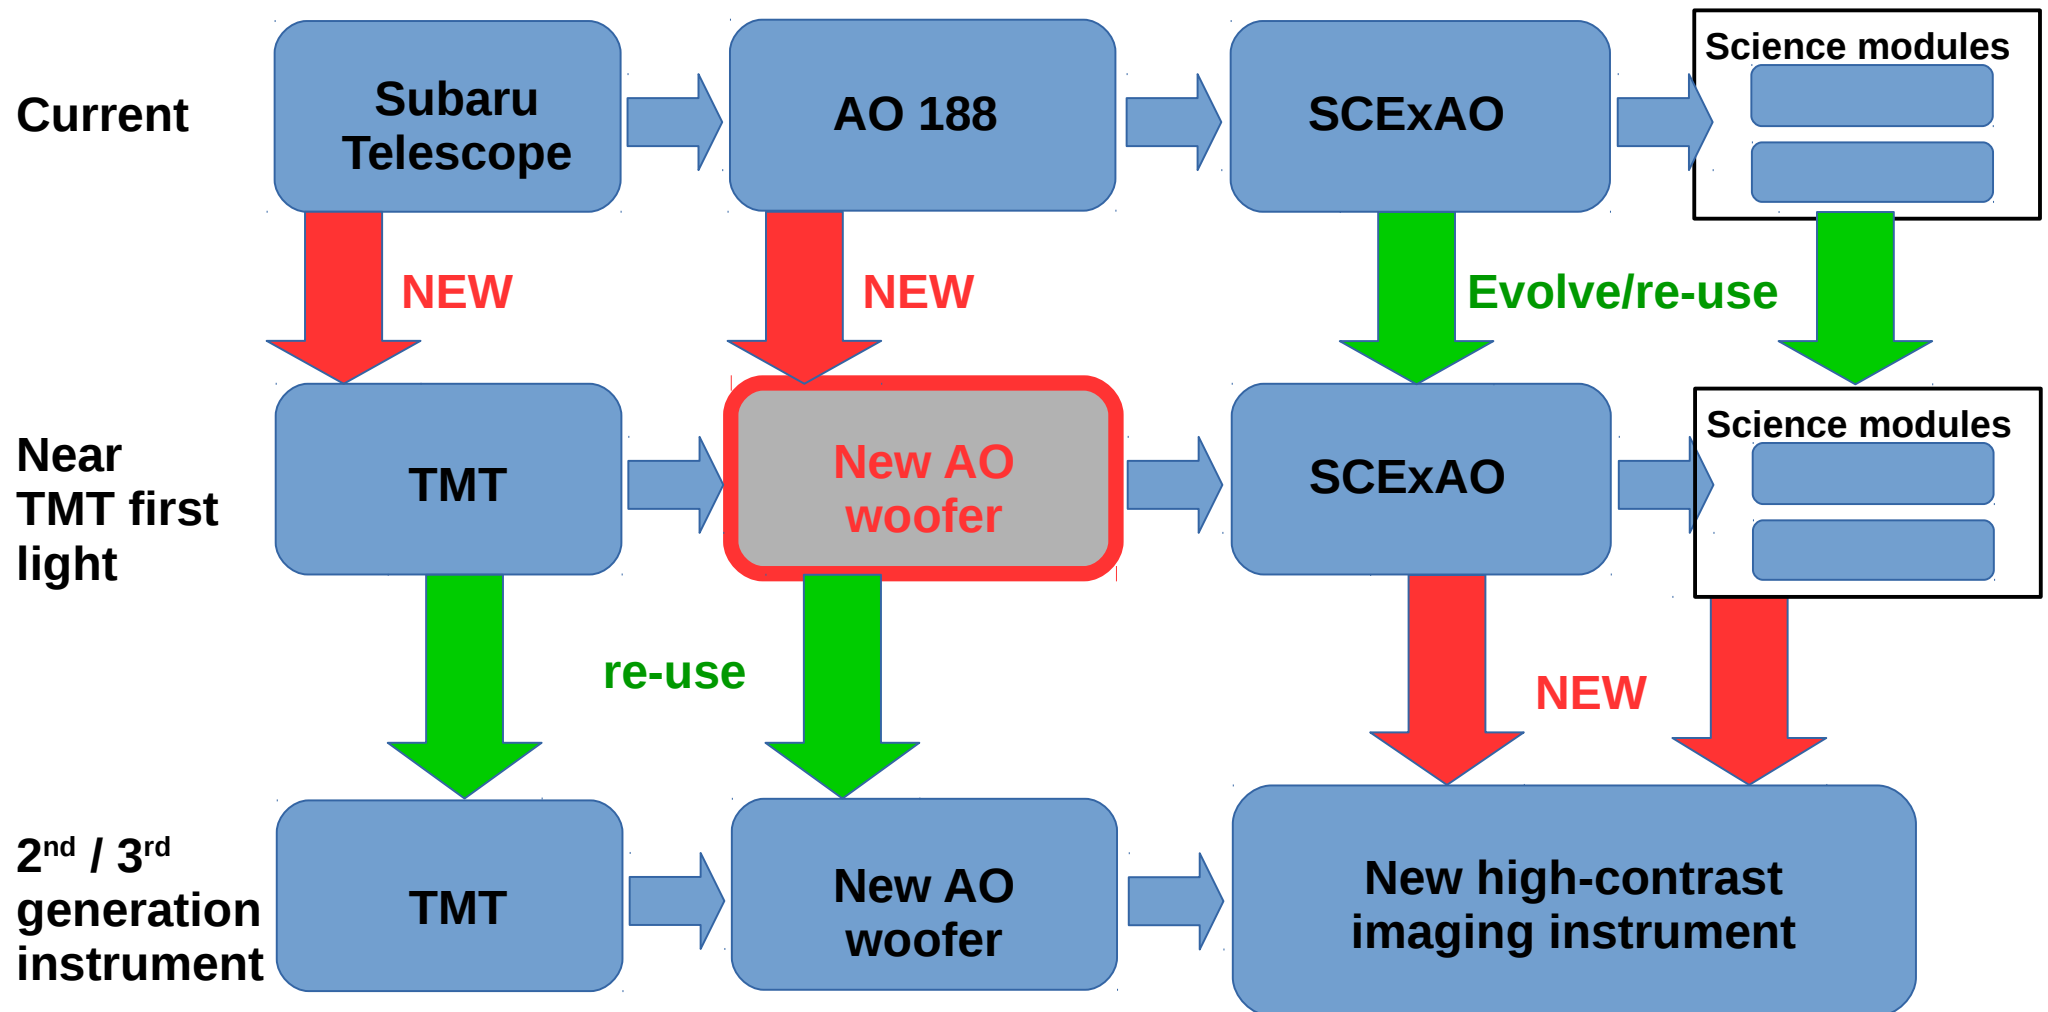 Current
Subaru
Telescope
AO 188
SCExAO
Science modules
NEW
NEW
Evolve/re-use
Near
TMT first
light
TMT
New AO
woofer
SCExAO
Science modules
re-use
NEW
2nd / 3rd
generation
instrument
TMT
New AO
woofer
New high-contrast
imaging instrument